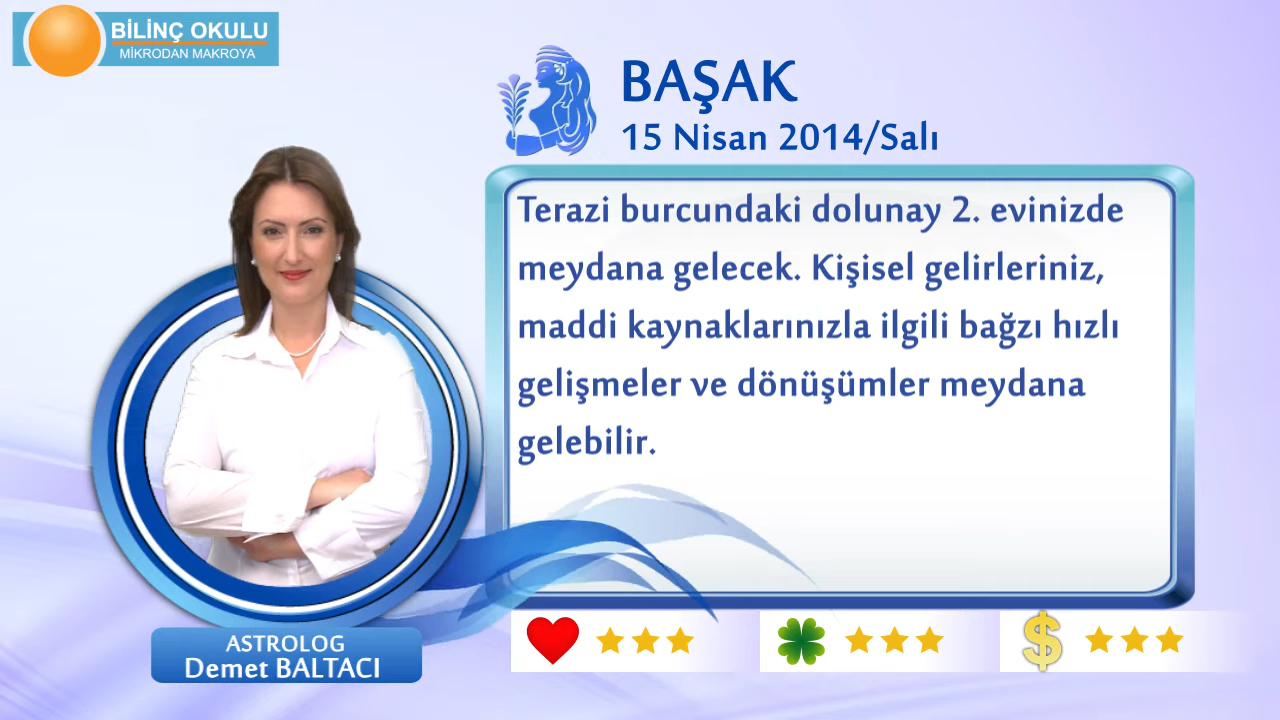 BİLİNÇ OKULU
MİKRODAN MAKROYA
BAŞAK
15 Nisan 2014/Salı
Terazi burcundaki dolunay 2. evinizde
meydana gelecek. Kişisel gelirleriniz,
maddi kaynaklarınızla ilgili bağzı hızlı
gelişmeler ve dönüşümler meydana
gelebilir.
ASTROLOG
Demet BALTACI